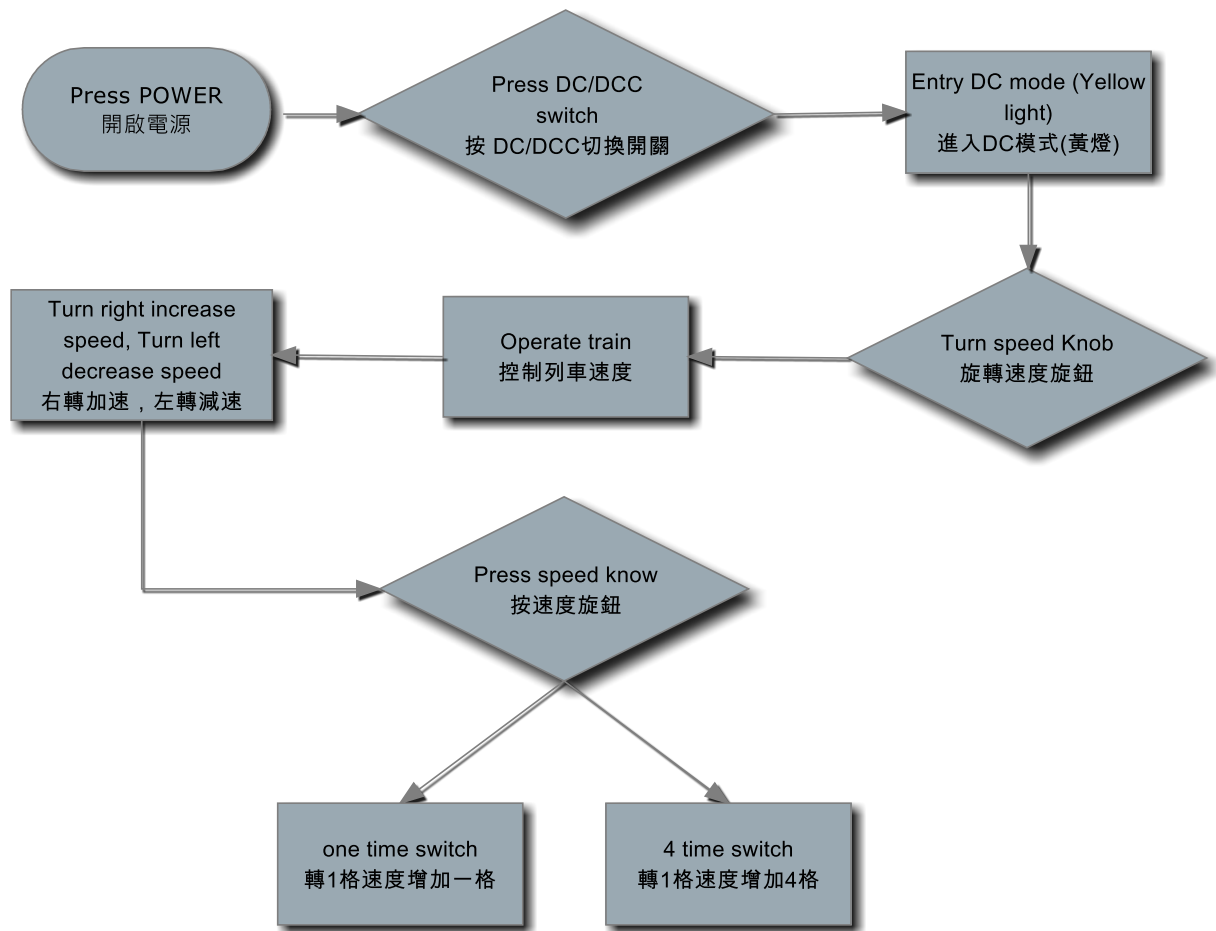 Press POWER
開啟電源
Press DC/DCC
switch
按 DC/DCC切換開關
Entry DC mode (Yellow
light)
進入DC模式(黃燈)
Turn speed Knob
旋轉速度旋鈕
Operate train
控制列車速度
Turn right increase
speed, Turn left
decrease speed
右轉加速，左轉減速
Press speed know
按速度旋鈕
one time switch
轉1格速度增加一格
4 time switch
轉1格速度增加4格